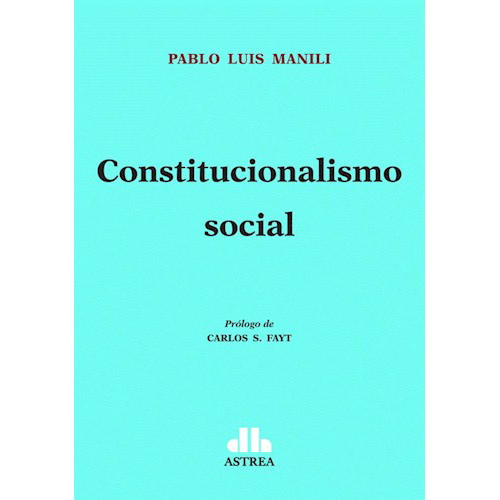 PABLO LUIS MANILI
Constitucionalismo
social
Prólogo de
CARLOS S. FAYT
ASTREA